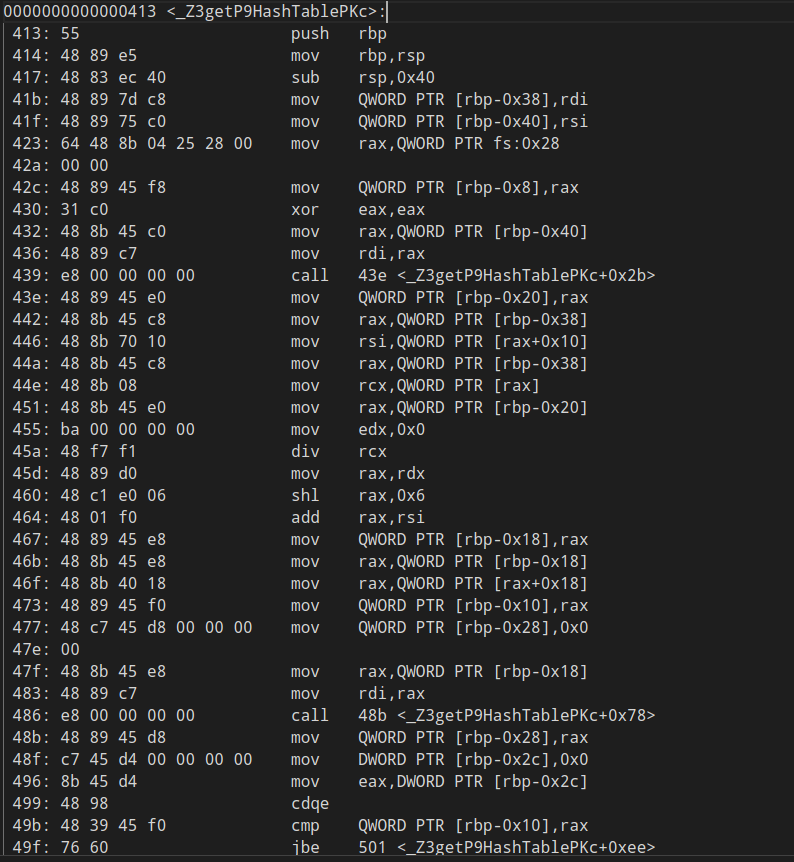 0000000000000413 <_Z3getP9HashTablePKc>:
413: 55 push rbp
414: 48 89 e5 mov rbp,rsp
417: 48 83 ec 40 sub rsp,0x40
41b: 48 89 7d c8 mov QWORD PTR [rbp-0x38],rdi
41f: 48 89 75 c0 mov QWORD PTR [rbp-0x40],rsi
423: 64 48 8b 04 25 28 00 mov rax,QWORD PTR fs:0x28
42a: 00 00
42c: 48 89 45 f8 mov QWORD PTR [rbp-0x8],rax
430: 31 c0 xor eax,eax
432: 48 8b 45 c0 mov rax,QWORD PTR [rbp-0x40]
436: 48 89 c7 mov rdi,rax
439: e8 00 00 00 00 call 43e <_Z3getP9HashTablePKc+0x2b>
43e: 48 89 45 e0 mov QWORD PTR [rbp-0x20],rax
442: 48 8b 45 c8 mov rax,QWORD PTR [rbp-0x38]
446: 48 8b 70 10 mov rsi,QWORD PTR [rax+0x10]
44a: 48 8b 45 c8 mov rax,QWORD PTR [rbp-0x38]
44e: 48 8b 08 mov rcx,QWORD PTR [rax]
451: 48 8b 45 e0 mov rax,QWORD PTR [rbp-0x20]
455: ba 00 00 00 00 mov edx,0x0
45a: 48 f7 f1 div rcx
45d: 48 89 d0 mov rax,rdx
460: 48 c1 e0 06 shl rax,0x6
464: 48 01 f0 add rax,rsi
467: 48 89 45 e8 mov QWORD PTR [rbp-0x18],rax
46b: 48 8b 45 e8 mov rax,QWORD PTR [rbp-0x18]
46f: 48 8b 40 18 mov rax,QWORD PTR [rax+0x18]
473: 48 89 45 f0 mov QWORD PTR [rbp-0x10],rax
477: 48 c7 45 d8 00 00 00 mov QWORD PTR [rbp-0x28],0x0
47e: 00
47f: 48 8b 45 e8 mov rax,QWORD PTR [rbp-0x18]
483: 48 89 c7 mov rdi,rax
486: e8 00 00 00 00 call 48b <_Z3getP9HashTablePKc+0x78>
48b: 48 89 45 d8 mov QWORD PTR [rbp-0x28],rax
48f: c7 45 d4 00 00 00 00 mov DWORD PTR [rbp-0x2c],0x0
496: 8b 45 d4 mov eax,DWORD PTR [rbp-0x2c]
499: 48 98 cdqe
49b: 48 39 45 f0 cmp QWORD PTR [rbp-0x10],rax
49f: 76 60 jbe 501 <_Z3getP9HashTablePKc+0xee>